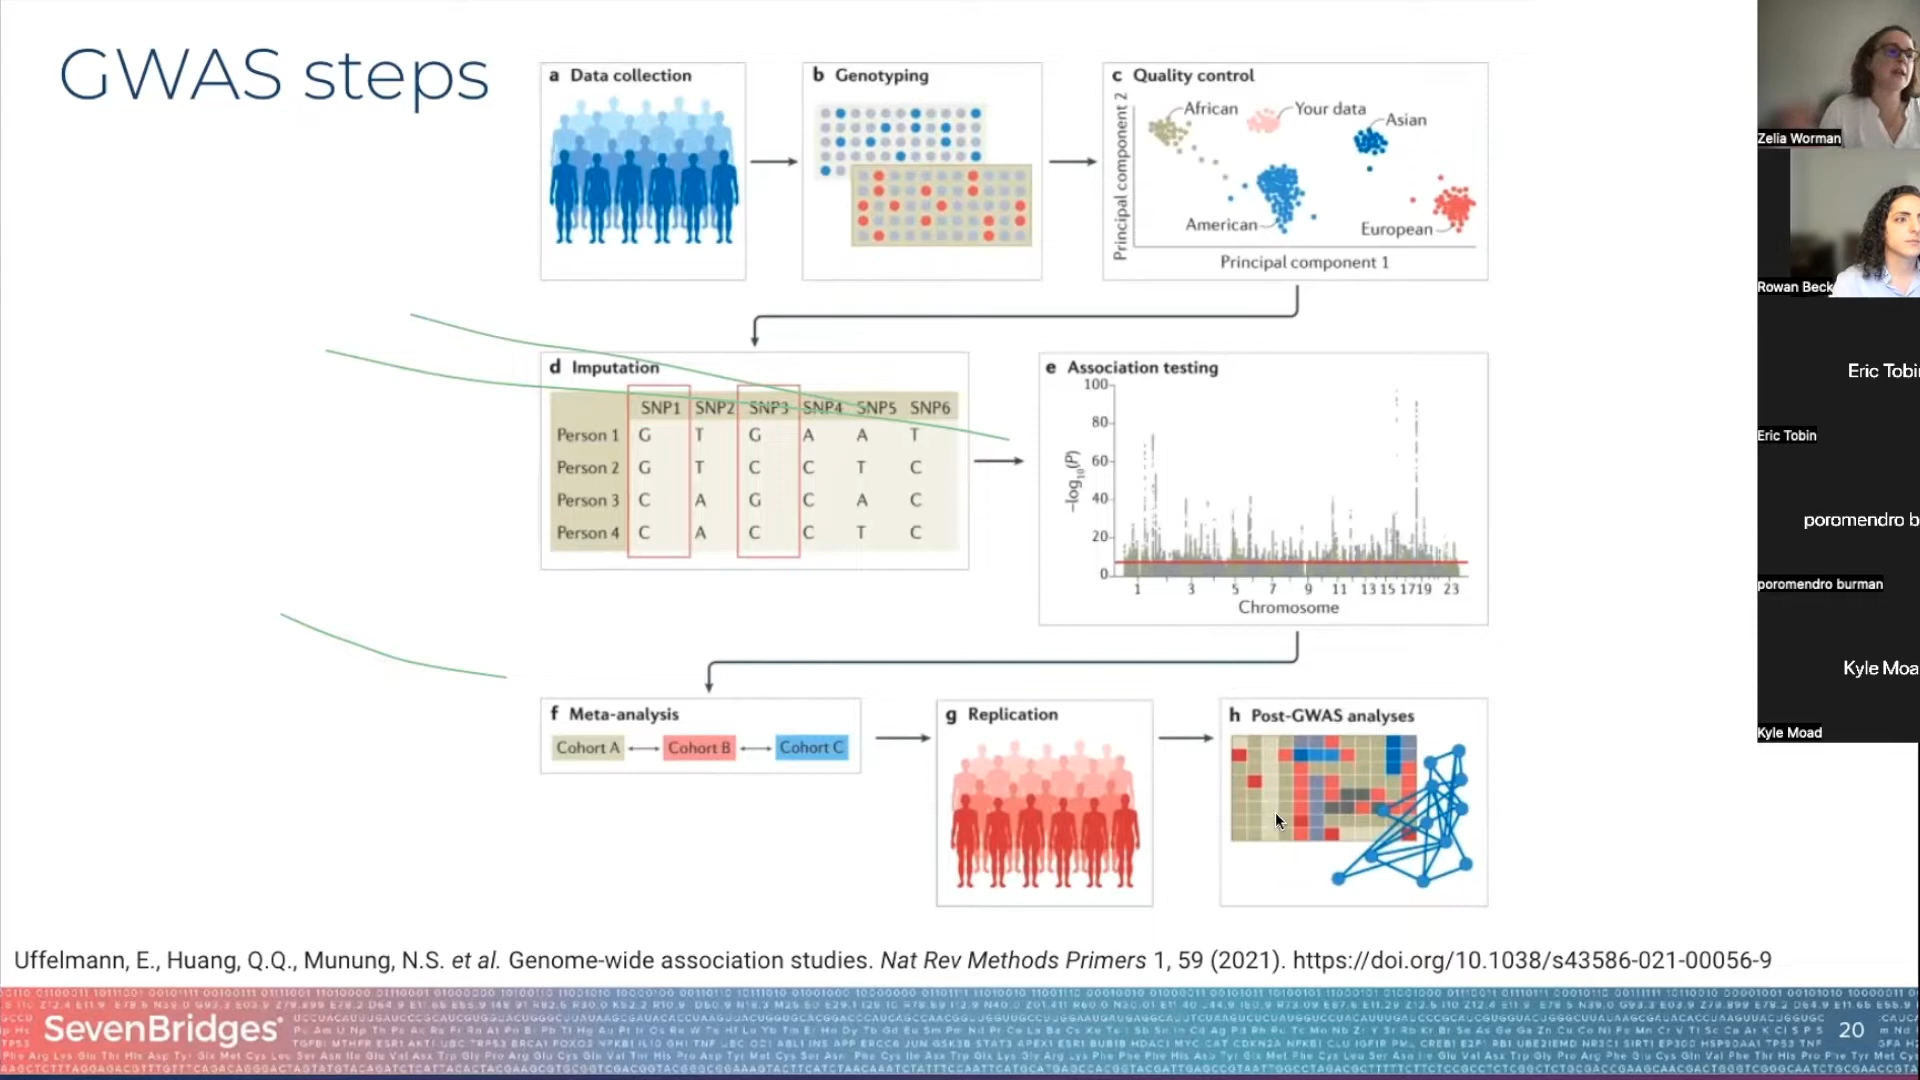 GWAS steps
a Data collection
b Genotyping
c Quality control
Principal component 2
African
Your data
Asian
American
European
Principal component 1
d Imputation
SNP1 SNP2 SNP3 SNP4 SNP5 SNP6
Person 1 G T G A A T
Person 2 G T C C T C
Person 3 C A G C A C
Person 4 C A C C T C
e Association testing
−log10(P)
100
80
60
40
20
0
1 3 5 7 9 11 13 15 17 19 23
Chromosome
f Meta-analysis
Cohort A Cohort B Cohort C
g Replication
h Post-GWAS analyses
Uffelmann, E., Huang, Q.Q., Munung, N.S. et al. Genome-wide association studies. Nat Rev Methods Primers 1, 59 (2021). https://doi.org/10.1038/s43586-021-00056-9
SevenBridges
20
Zelia Worman
Rowan Beck
Eric Tobi
Eric Tobin
poromendro b
poromendro burman
Kyle Moa
Kyle Moad